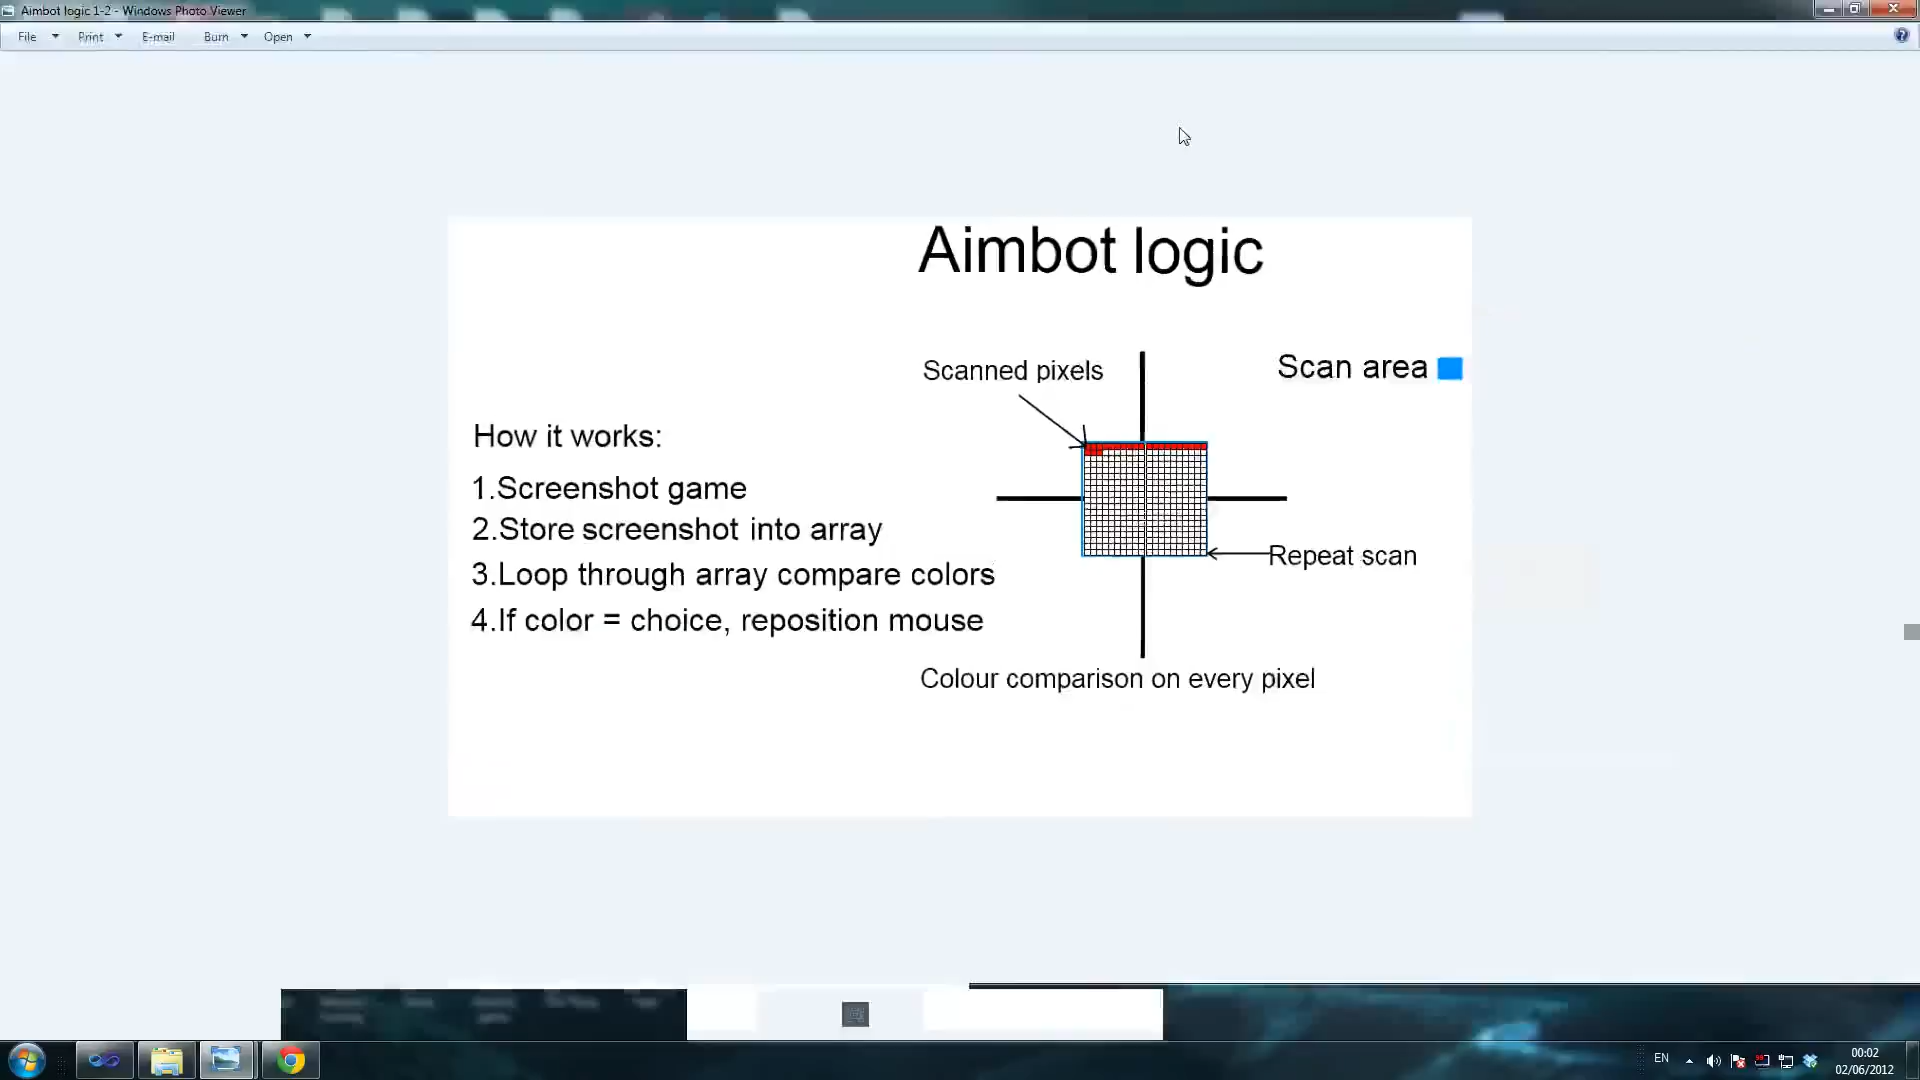 Aimbot logic 1-2 - Windows Photo Viewer
File Print E-mail Burn Open
Aimbot logic
Scanned pixels
Scan area
How it works:
1.Screenshot game
2.Store screenshot into array
3.Loop through array compare colors
4.If color = choice, reposition mouse
Repeat scan
Colour comparison on every pixel
EN
00:02
02/06/2012